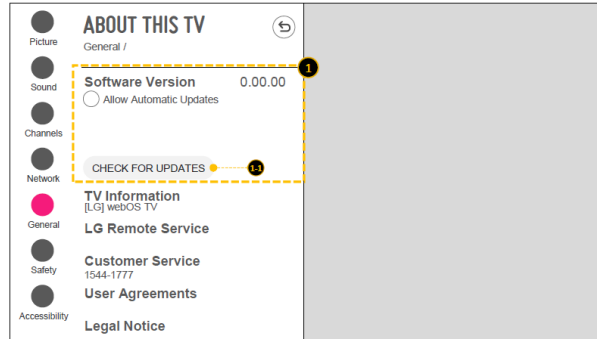 ABOUT THIS TV
General /
Picture
Software Version 0.00.00
1
Allow Automatic Updates
Sound
Channels
CHECK FOR UPDATES 1-1
Network
TV Information
[LG] webOS TV
General
LG Remote Service
Customer Service
1544-1777
Safety
User Agreements
Accessibility
Legal Notice